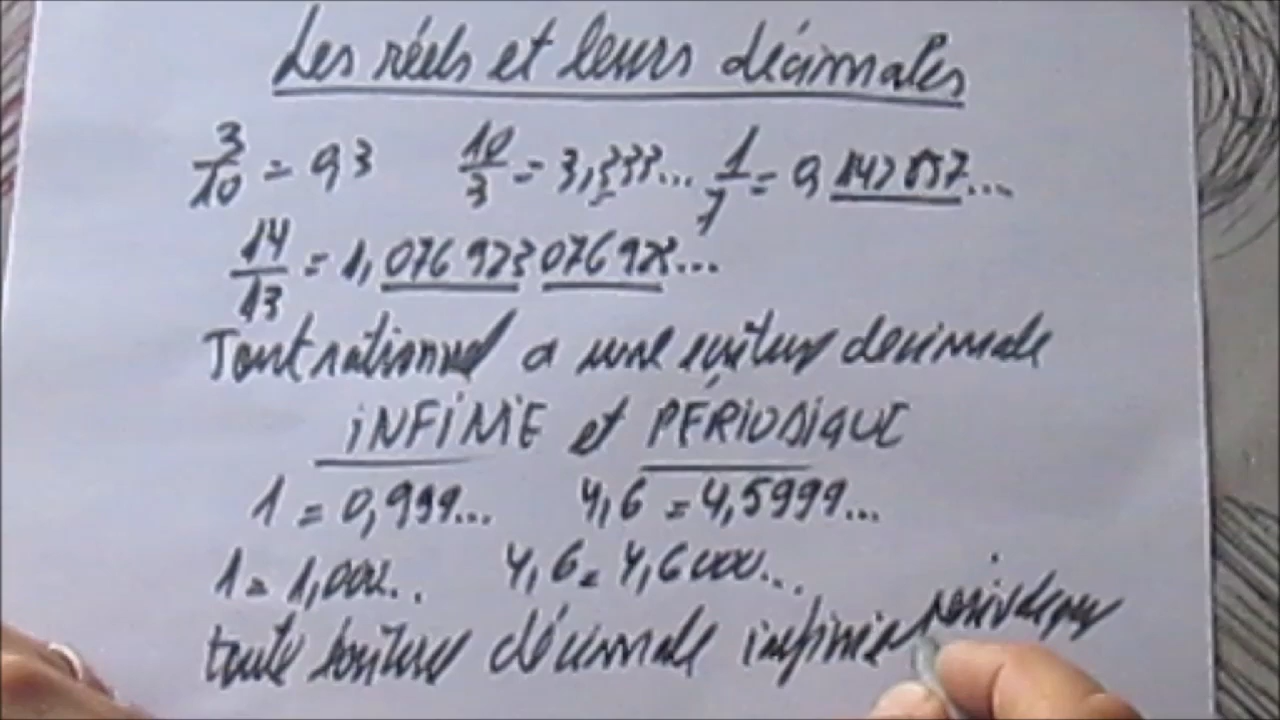 Les réels et leurs décimales
3/10 = 0,3 10/3 = 3,333... 1/7 = 0,142857...
14/13 = 1,076923 076923...
Tout rationnel a une écriture décimale
INFINIE et PÉRIODIQUE
1 = 0,999... 4,6 = 4,5999...
1 = 1,000... 4,6 = 4,6000...
toute écriture décimale infinie périodique